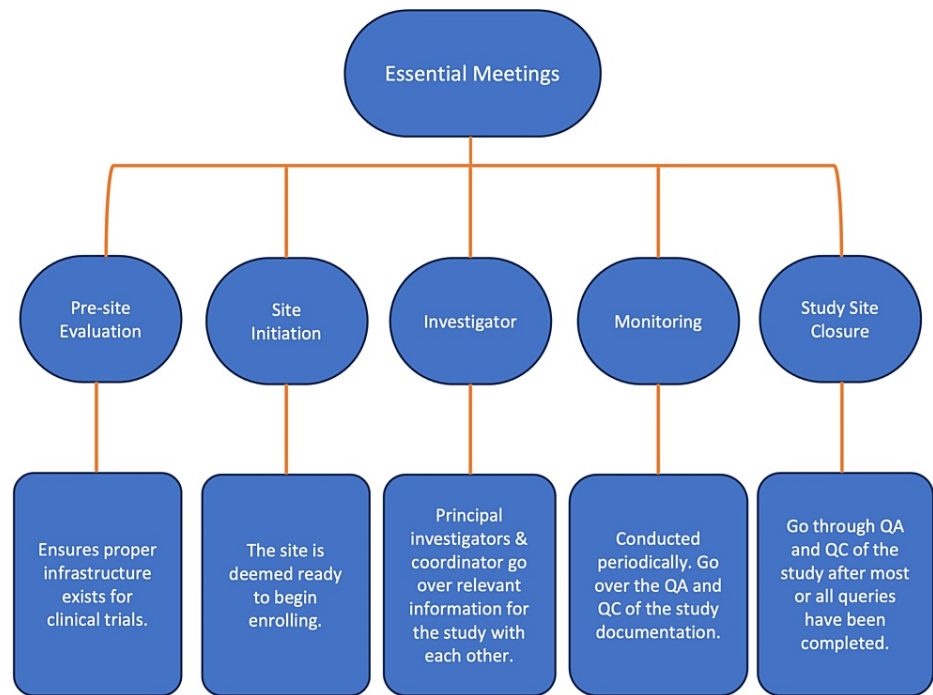 Essential Meetings
Pre-site
Evaluation
Site
Initiation
Investigator
Monitoring
Study Site
Closure
Ensures proper
infrastructure
exists for
clinical trials.
The site is
deemed ready
to begin
enrolling.
Principal
investigators &
coordinator go
over relevant
information for
the study with
each other.
Conducted
periodically. Go
over the QA and
QC of the study
documentation.
Go through QA
and QC of the
study after most
or all queries
have been
completed.